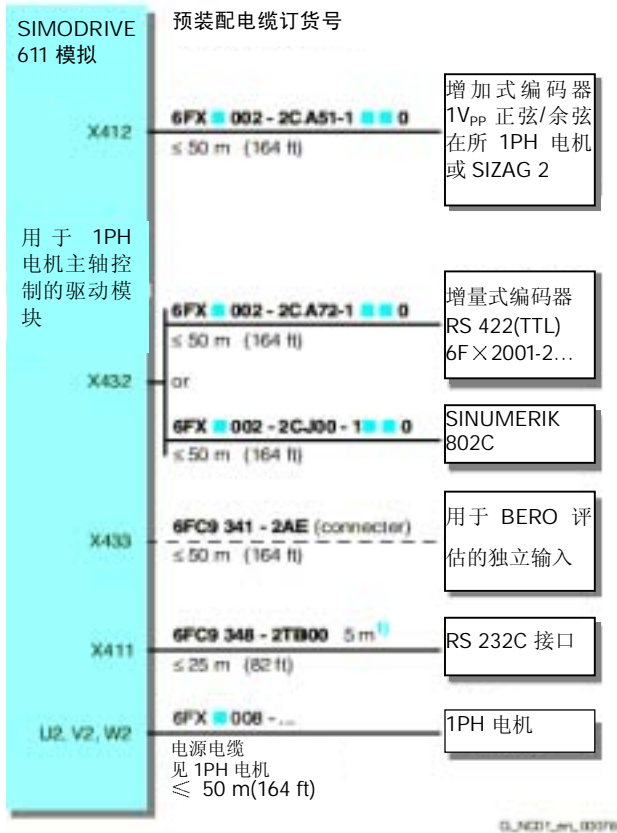 SIMODRIVE
611 模拟
预装配电缆订货号
X412
6FX ■ 002 - 2CA51-1 ■ ■ 0
≤ 50 m (164 ft)
增加式编码器
1Vpp 正弦/余弦
在所 1PH 电机
或 SIZAG 2
用于 1PH
电机主轴控
制的驱动模
块
6FX ■ 002 - 2CA72-1 ■ ■ 0
≤ 50 m (164 ft)
增量式编码器
RS 422(TTL)
6F×2001-2…
X432
or
6FX ■ 002 - 2CJ00 - 1 ■ ■ 0
≤ 50 m (164 ft)
SINUMERIK
802C
X433
6FC9 341 - 2AE (connecter)
≤ 50 m (164 ft)
用于 BERO 评
估的独立输入
X411
6FC9 348 - 2TB00 5 m 1)
≤ 25 m (82 ft)
RS 232C 接口
U2, V2, W2
6FX ■ 008 - ...
电源电缆
见 1PH 电机
≤ 50 m(164 ft)
1PH 电机
G_NC01_en_00076